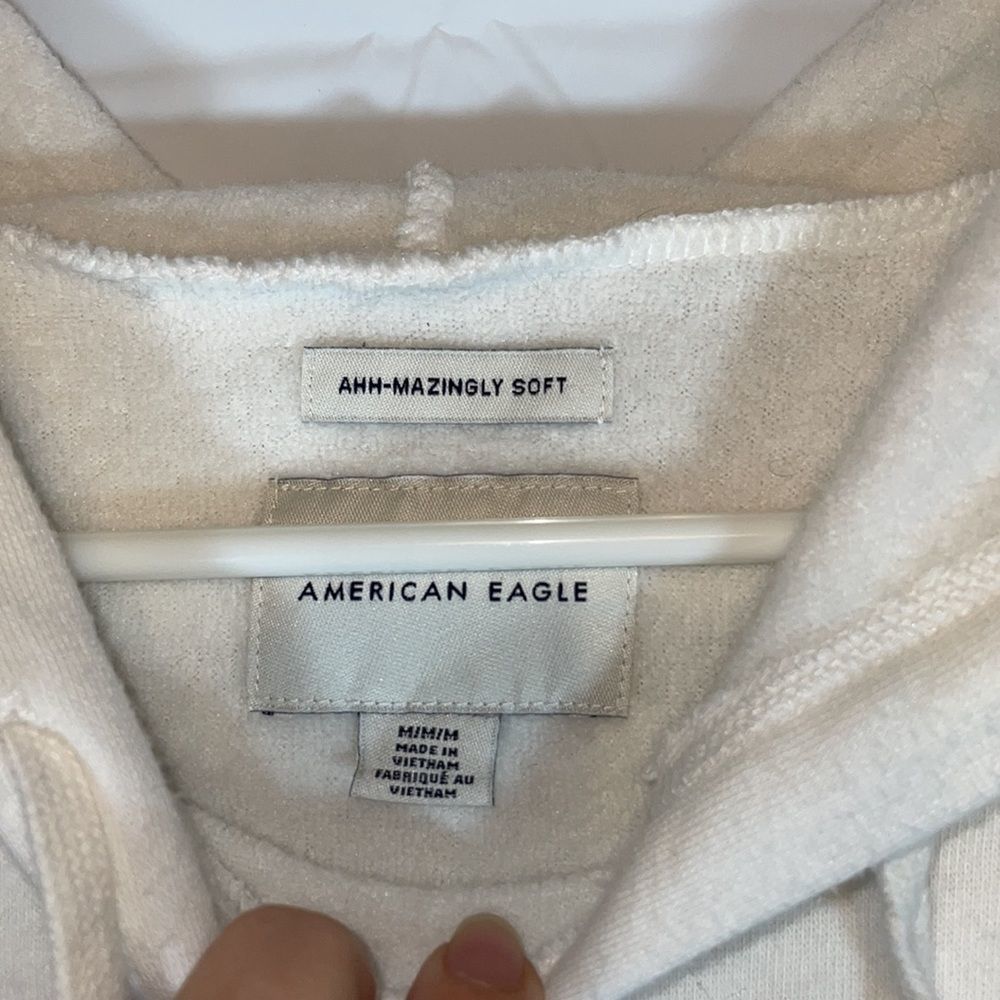 AHH-MAZINGLY SOFT
AMERICAN EAGLE
M/M/M
MADE IN
VIETNAM
FABRIQUÉ AU
VIETNAM